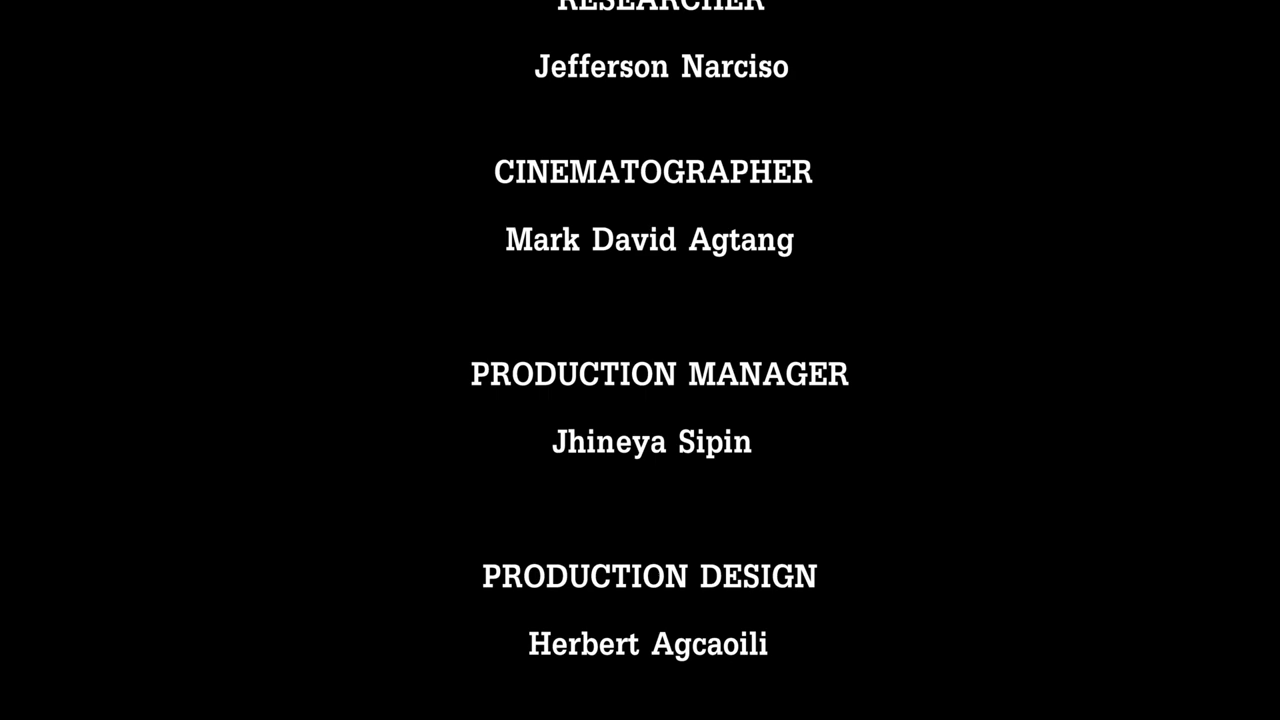 RESEARCHER
Jefferson Narciso
CINEMATOGRAPHER
Mark David Agtang
PRODUCTION MANAGER
Jhineya Sipin
PRODUCTION DESIGN
Herbert Agcaoili